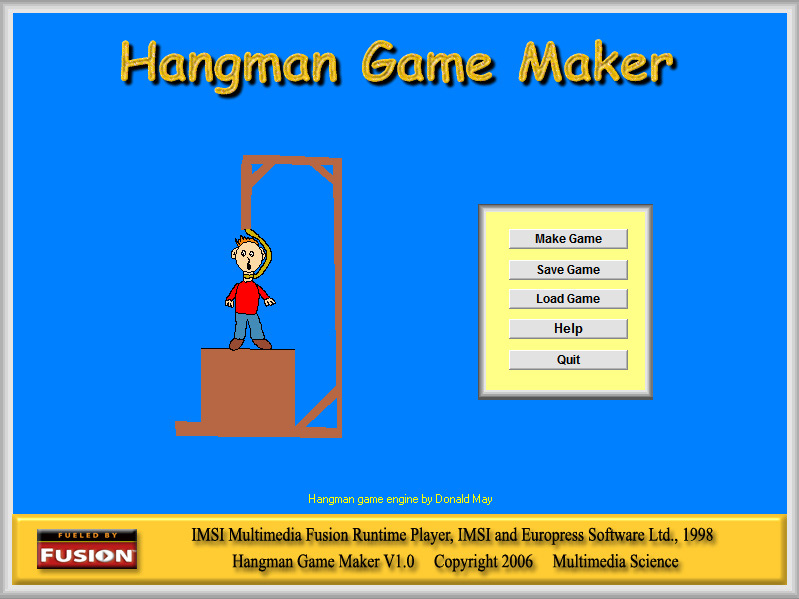 Hangman Game Maker
Make Game
Save Game
Load Game
Help
Quit
Hangman game engine by Donald May
FUELED BY
FUSION
IMSI Multimedia Fusion Runtime Player, IMSI and Europress Software Ltd., 1998
Hangman Game Maker V1.0 Copyright 2006 Multimedia Science